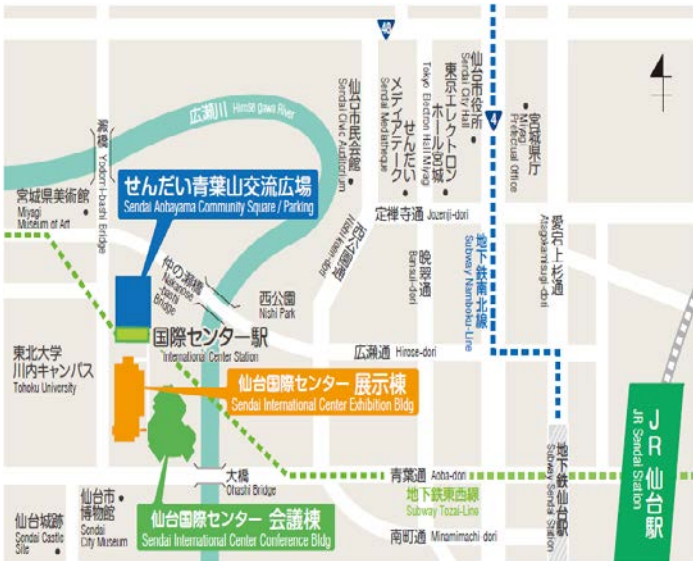 48
広瀬川 Hirose gawa River
澱橋 Yodomi-bashi Bridge
仙台市民会館
Sendai Civic Auditorium
せんだい
メディアテーク
Sendai Mediatheque
東京エレクトロン
ホール宮城
Tokyo Electron Hall Miyagi
仙台市役所
Sendai City Hall
4
宮城県庁
Miyagi
Prefectual Office
宮城県美術館
Miyagi
Museum of Art
せんだい青葉山交流広場
Sendai Aobayama Community Square / Parking
定禅寺通 Jozenji-dori
西公園通
晩翠通
Bansui-dori
地下鉄南北線
Subway Namboku-Line
愛宕上杉通
Atagokamisugi-dori
仲の瀬橋
Nakanose
-bashi
Bridge
西公園
Nishi Park
国際センター駅
International Center Station
広瀬通 Hirose-dori
東北大学
川内キャンパス
Tohoku University
仙台国際センター 展示棟
Sendai International Center Exhibition Bldg
JR 仙台駅
JR Sendai Station
地下鉄仙台駅
Subway Sendai Station
大橋
Ohashi Bridge
青葉通 Aoba-dori
地下鉄東西線
Subway Tozai-Line
仙台市
博物館
Sendai
City Museum
仙台城跡
Sendai Castle
Site
仙台国際センター 会議棟
Sendai International Center Conference Bldg
南町通 Minamimachi dori